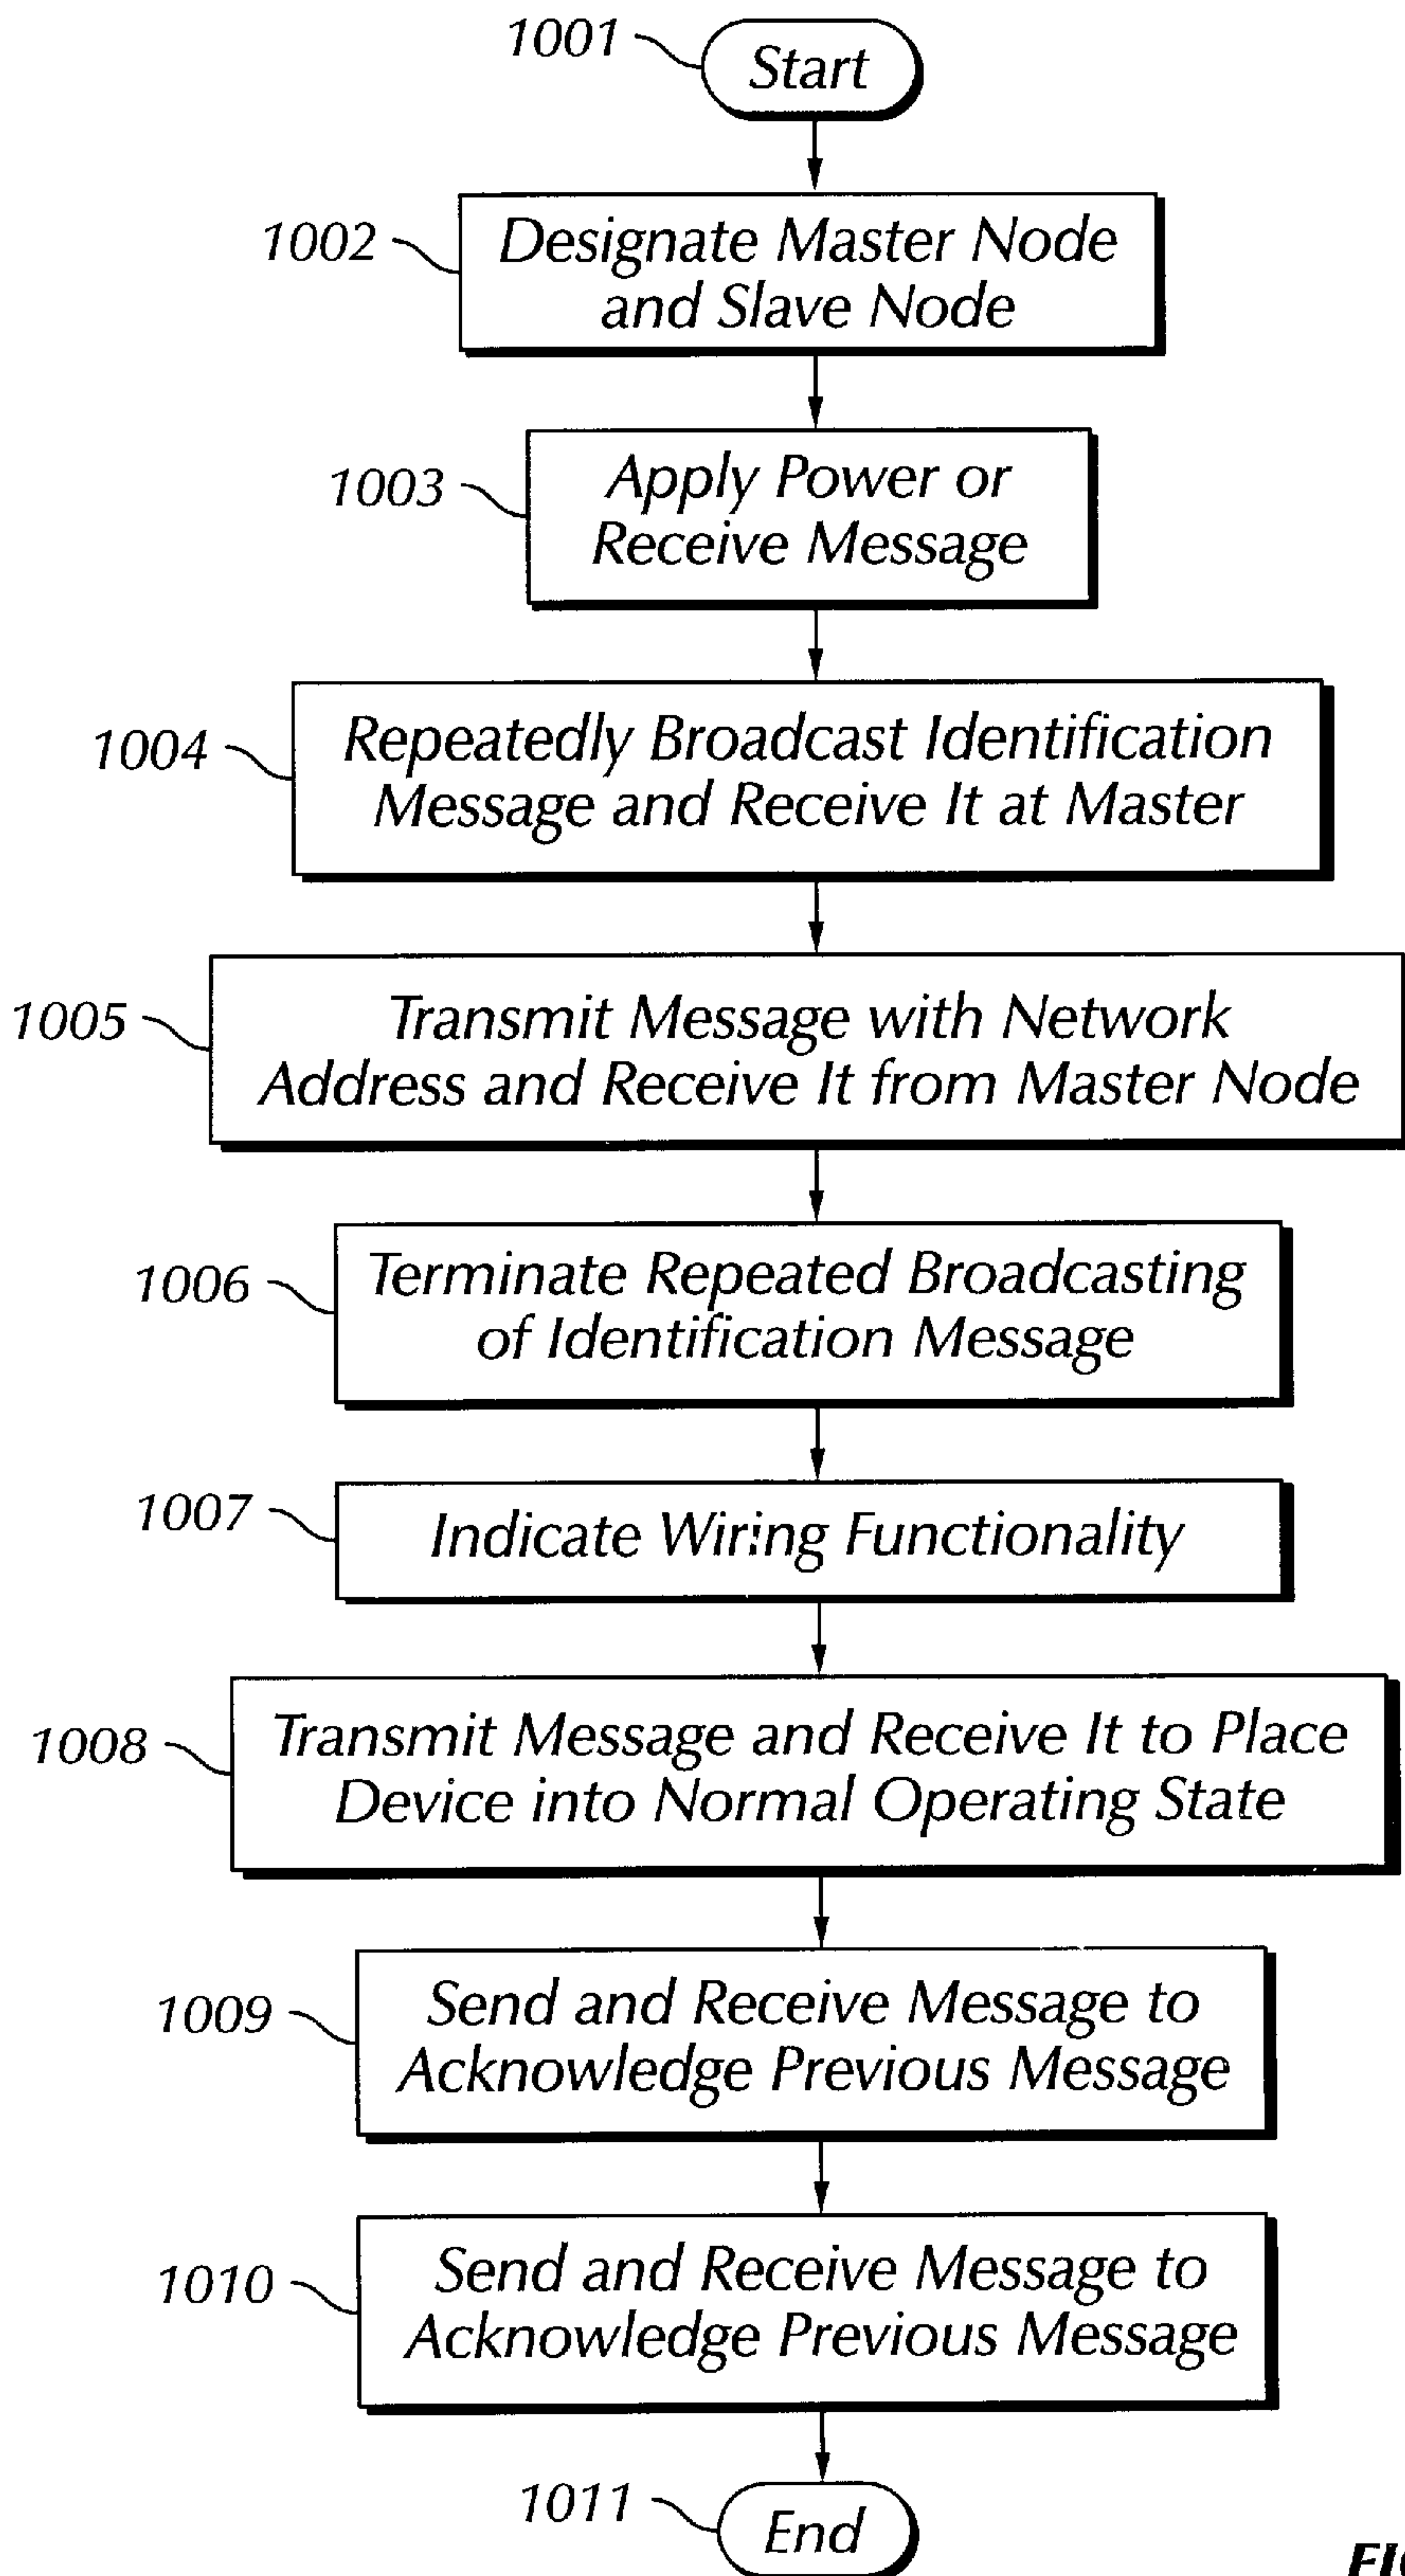 1001
Start
1002
Designate Master Node
and Slave Node
1003
Apply Power or
Receive Message
1004
Repeatedly Broadcast Identification
Message and Receive It at Master
1005
Transmit Message with Network
Address and Receive It from Master Node
1006
Terminate Repeated Broadcasting
of Identification Message
1007
Indicate Wiring Functionality
1008
Transmit Message and Receive It to Place
Device into Normal Operating State
1009
Send and Receive Message to
Acknowledge Previous Message
1010
Send and Receive Message to
Acknowledge Previous Message
1011
End